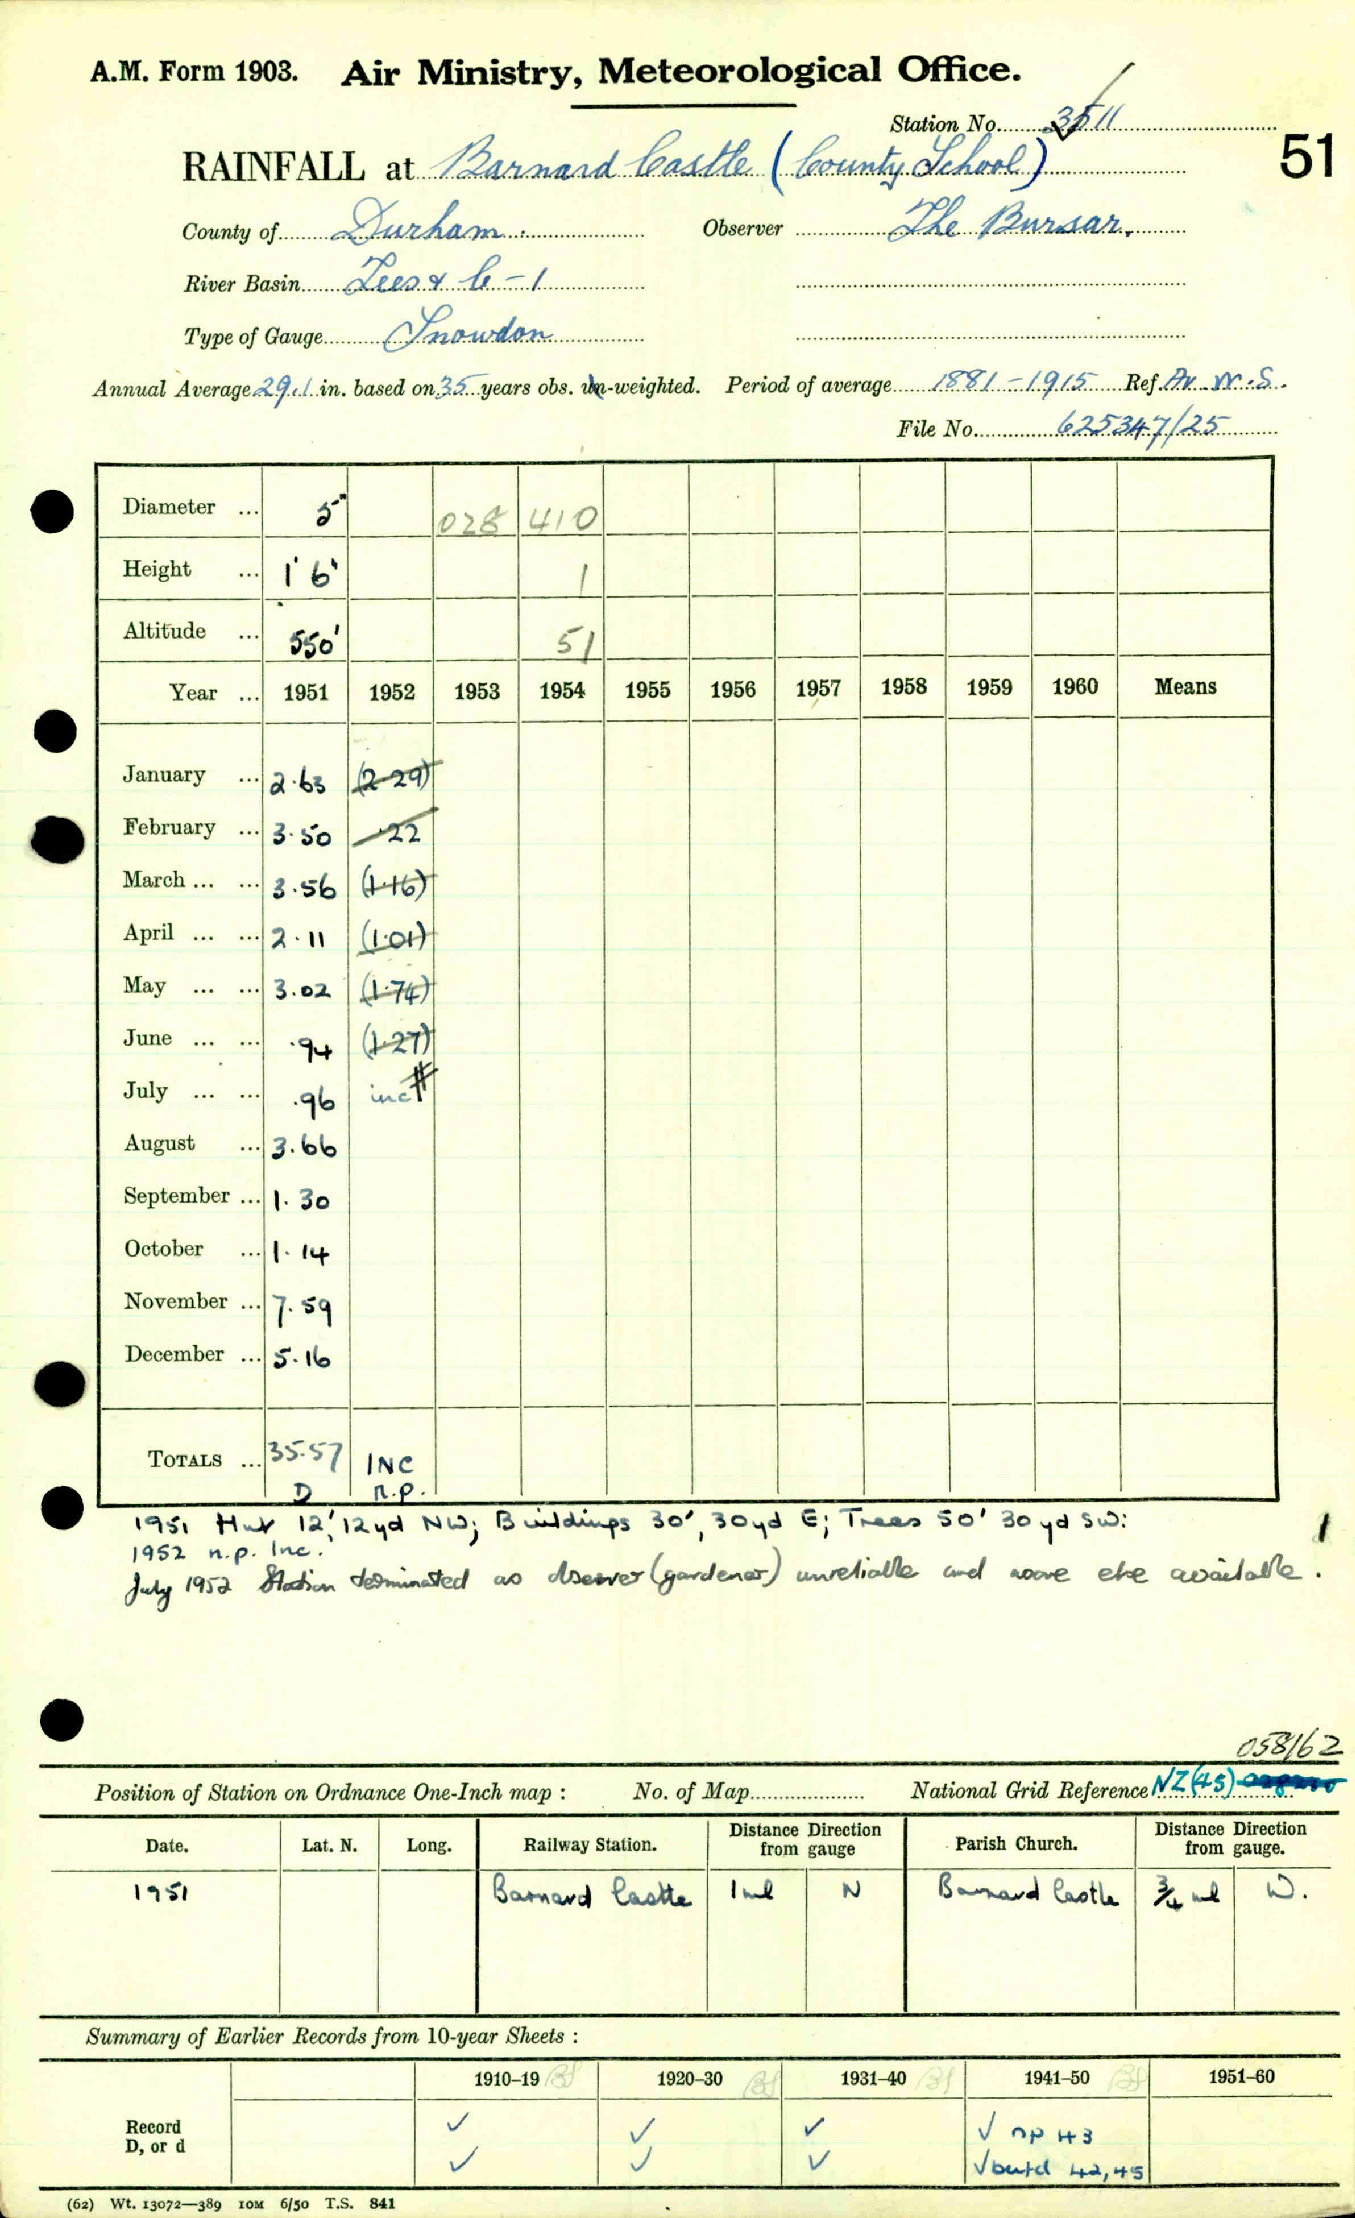 A.M. Form 1903. Air Ministry, Meteorological Office.
Station No. 3511
51
RAINFALL at Barnard Castle (County School)
County of Durham. Observer The Bursar.
River Basin Tees & C-1
Type of Gauge Snowdon
Annual Average 29.1 in. based on 35 years obs. un-weighted. Period of average 1881-1915 Ref. Av. W.S.
File No. 625347/25
Diameter ... 5" 028 410
Height ... 1' 6" 1
Altitude ... 550' 51
Year ... 1951 1952 1953 1954 1955 1956 1957 1958 1959 1960 Means
January ... 2.63 (2.29)
February ... 3.50 .22
March ... ... 3.56 (1.16)
April ... ... 2.11 (1.01)
May ... ... 3.02 (1.74)
June ... ... .94 (1.27)
July ... ... .96 inc #
August ... 3.66
September ... 1.30
October ... 1.14
November ... 7.59
December ... 5.16
TOTALS ... 35.57 INC
D n.p.
1951 Hut 12', 12yd NW; Buildings 30', 30yd E; Trees 50' 30yd SW:
1952 n.p. Inc.
July 1952 Station terminated as observer (gardener) unreliable and none else available.
1
058162
Position of Station on Ordnance One-Inch map : No. of Map National Grid Reference NZ(45)
Date. Lat. N. Long. Railway Station. Distance from Direction gauge Parish Church. Distance from Direction gauge.
1951 Barnard Castle 1 ml N Barnard Castle 3/4 ml W.
Summary of Earlier Records from 10-year Sheets :
1910–19 1920–30 1931–40 1941–50 1951–60
Record ✓ ✓ ✓ ✓ np 43
D, or d ✓ ✓ ✓ ✓ but d 42, 45
(62) Wt. 13072—389 10M 6/50 T.S. 841